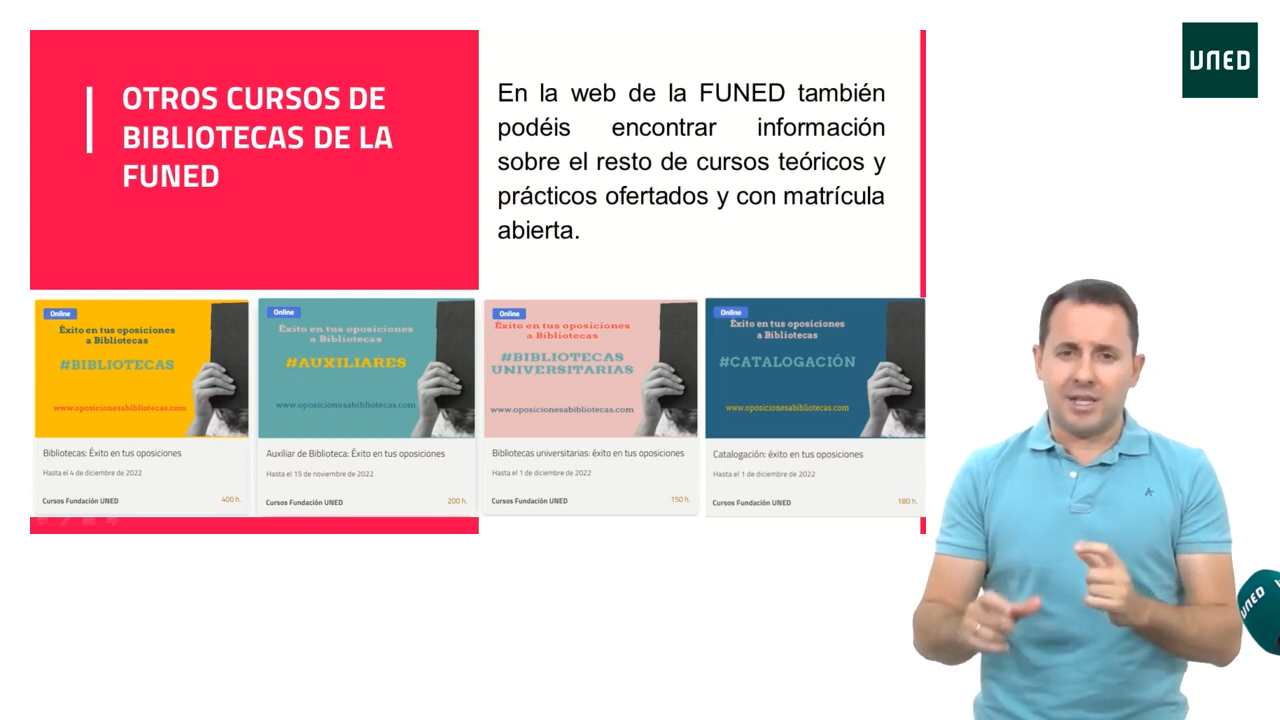 UNED
OTROS CURSOS DE
BIBLIOTECAS DE LA
FUNED
En la web de la FUNED también
podéis encontrar información
sobre el resto de cursos teóricos y
prácticos ofertados y con matrícula
abierta.
Online
Éxito en tus oposiciones
a Bibliotecas
#BIBLIOTECAS
www.oposicionesabibliotecas.com
Bibliotecas: Éxito en tus oposiciones
Hasta el 4 de diciembre de 2022
Cursos Fundación UNED
400 h.
Online
Éxito en tus oposiciones
a Bibliotecas
#AUXILIARES
www.oposicionesabibliotecas.com
Auxiliar de Biblioteca: Éxito en tus oposiciones
Hasta el 15 de noviembre de 2022
Cursos Fundación UNED
200 h.
Online
Éxito en tus oposiciones
a Bibliotecas
#BIBLIOTECAS
UNIVERSITARIAS
www.oposicionesabibliotecas.com
Bibliotecas universitarias: éxito en tus oposiciones
Hasta el 1 de diciembre de 2022
Cursos Fundación UNED
150 h.
Online
Éxito en tus oposiciones
a Bibliotecas
#CATALOGACIÓN
www.oposicionesabibliotecas.com
Catalogación: éxito en tus oposiciones
Hasta el 1 de diciembre de 2022
Cursos Fundación UNED
180 h.
UNED